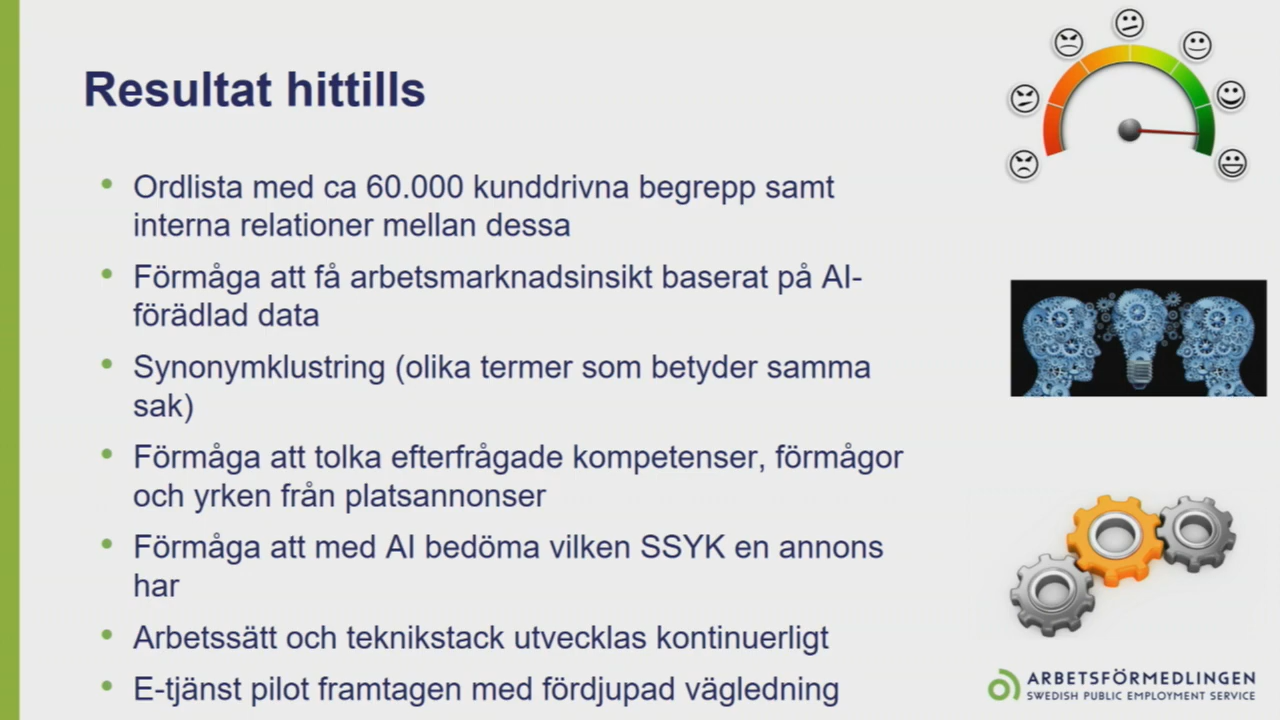 Resultat hittills
Ordlista med ca 60.000 kunddrivna begrepp samt
interna relationer mellan dessa
Förmåga att få arbetsmarknadsinsikt baserat på AI-
förädlad data
Synonymklustring (olika termer som betyder samma
sak)
Förmåga att tolka efterfrågade kompetenser, förmågor
och yrken från platsannonser
Förmåga att med AI bedöma vilken SSYK en annons
har
Arbetssätt och teknikstack utvecklas kontinuerligt
E-tjänst pilot framtagen med fördjupad vägledning
ARBETSFÖRMEDLINGEN
SWEDISH PUBLIC EMPLOYMENT SERVICE